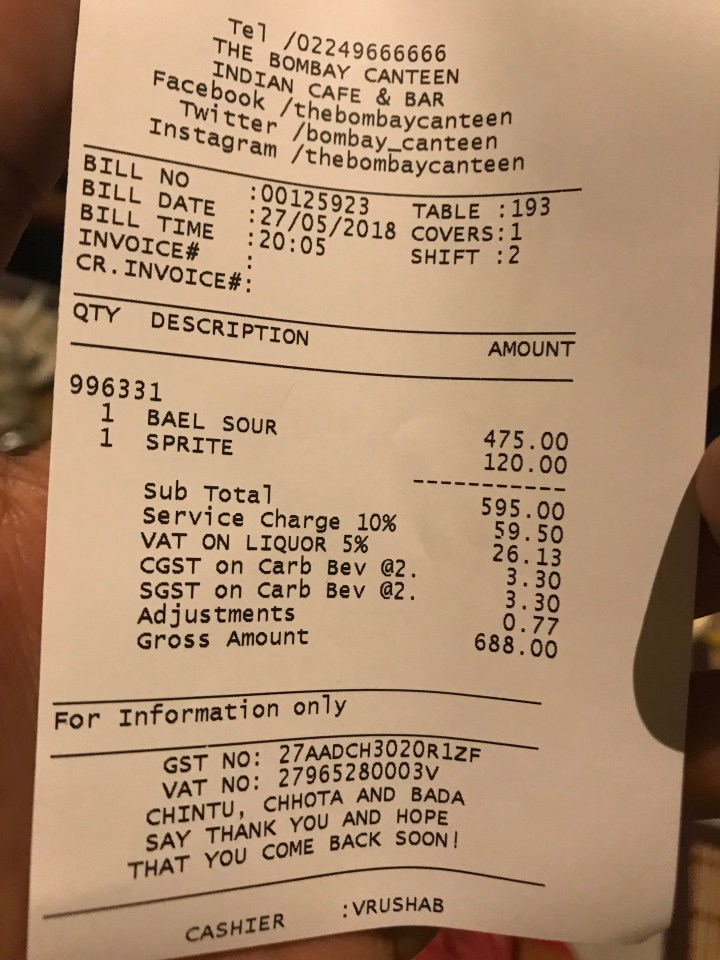 Tel /02249666666
THE BOMBAY CANTEEN
INDIAN CAFE & BAR
Facebook /thebombaycanteen
Twitter /bombay_canteen
Instagram /thebombaycanteen
BILL NO :00125923 TABLE :193
BILL DATE :27/05/2018 COVERS:1
BILL TIME :20:05 SHIFT :2
INVOICE# :
CR.INVOICE#:
QTY DESCRIPTION AMOUNT
996331
1 BAEL SOUR 475.00
1 SPRITE 120.00
-----------
Sub Total 595.00
Service Charge 10% 59.50
VAT ON LIQUOR 5% 26.13
CGST on Carb Bev @2. 3.30
SGST on Carb Bev @2. 3.30
Adjustments 0.77
Gross Amount 688.00
For Information only
GST NO: 27AADCH3020R1ZF
VAT NO: 27965280003V
CHINTU, CHHOTA AND BADA
SAY THANK YOU AND HOPE
THAT YOU COME BACK SOON!
CASHIER :VRUSHAB